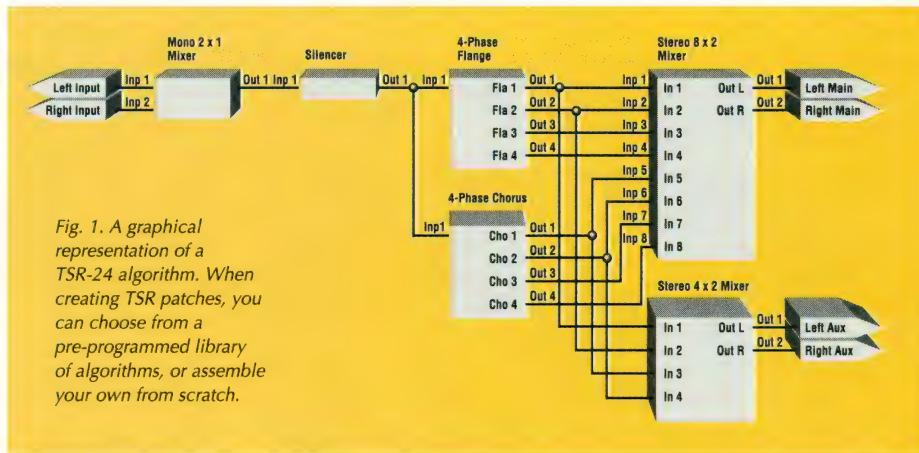 Mono 2 x 1
Mixer
Silencer
4-Phase
Flange
Stereo 8 x 2
Mixer
Left Input
Right Input
Inp 1
Inp 2
Out 1
Inp 1
Out 1
Inp 1
Fla 1
Fla 2
Fla 3
Fla 4
Out 1
Out 2
Out 3
Out 4
Inp 1
Inp 2
Inp 3
Inp 4
Inp 5
Inp 6
Inp 7
Inp 8
In 1
In 2
In 3
In 4
In 5
In 6
In 7
In 8
Out L
Out R
Out 1
Out 2
Left Main
Right Main
4-Phase Chorus
Inp1
Cho 1
Cho 2
Cho 3
Cho 4
Out 1
Out 2
Out 3
Out 4
Stereo 4 x 2 Mixer
In 1
In 2
In 3
In 4
Out L
Out R
Out 1
Out 2
Left Aux
Right Aux
Fig. 1. A graphical
representation of a
TSR-24 algorithm. When
creating TSR patches, you
can choose from a
pre-programmed library
of algorithms, or assemble
your own from scratch.